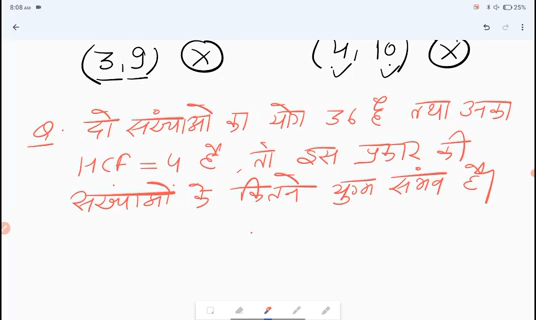 8:08 AM
25%
(3,9) ✗ (4, 10) ✗
Q. दो संख्याओ का योग 36 है तथा उनका
HCF = 4 है, तो इस प्रकार की
संख्याओ के कितने युग्म संभव है।